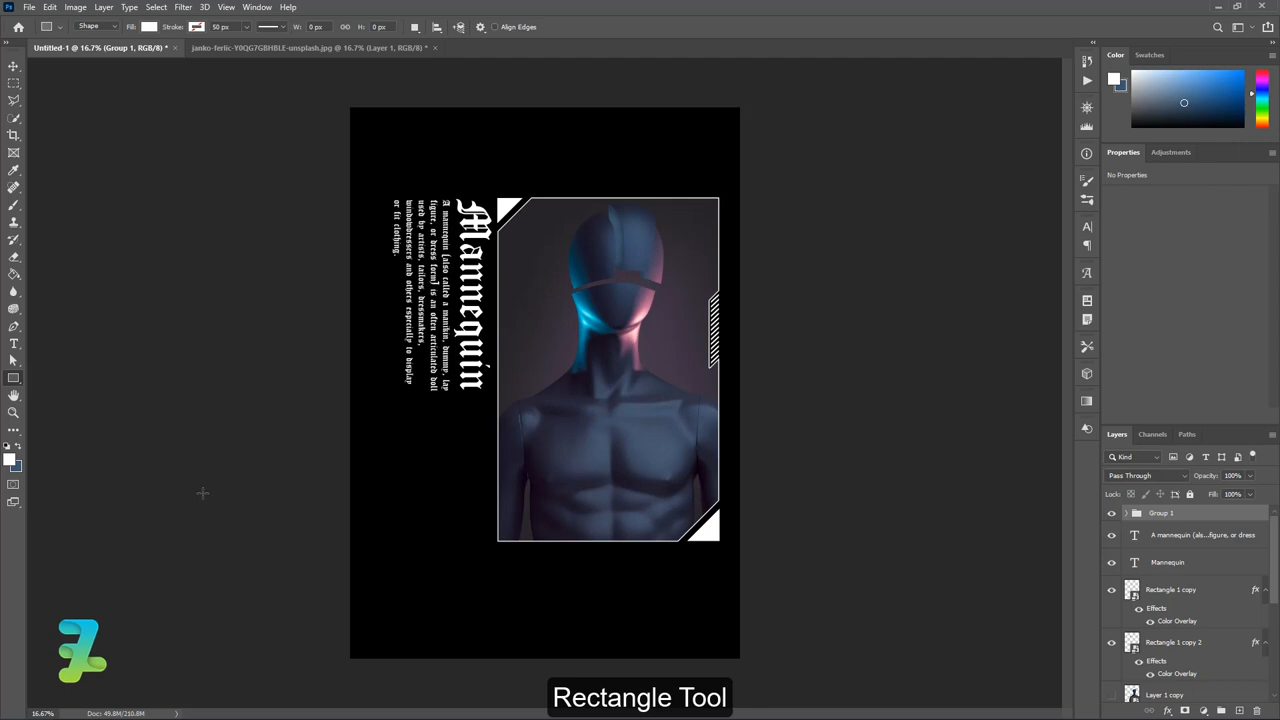 File Edit Image Layer Type Select Filter 3D View Window Help
Shape Fill: Stroke: 50 px W: 0 px H: 0 px Align Edges
Untitled-1 @ 16.7% (Group 1, RGB/8) * × janko-ferlic-Y0QG7GBHBLE-unsplash.jpg @ 16.7% (Layer 1, RGB/8) * ×
Color Swatches
Properties Adjustments
No Properties
Mannequin
A mannequin (also called a manikin, dummy, lay
figure, or dress form) is an often articulated doll
used by artists, tailors, dressmakers,
windowdressers and others especially to display
or fit clothing.
Layers Channels Paths
Kind
Pass Through Opacity: 100%
Lock: Fill: 100%
Group 1
A mannequin (als...figure, or dress
Mannequin
Rectangle 1 copy fx
Effects
Color Overlay
Rectangle 1 copy 2 fx
Effects
Color Overlay
Layer 1 copy
Rectangle Tool
16.67% Doc: 49.8M/210.8M